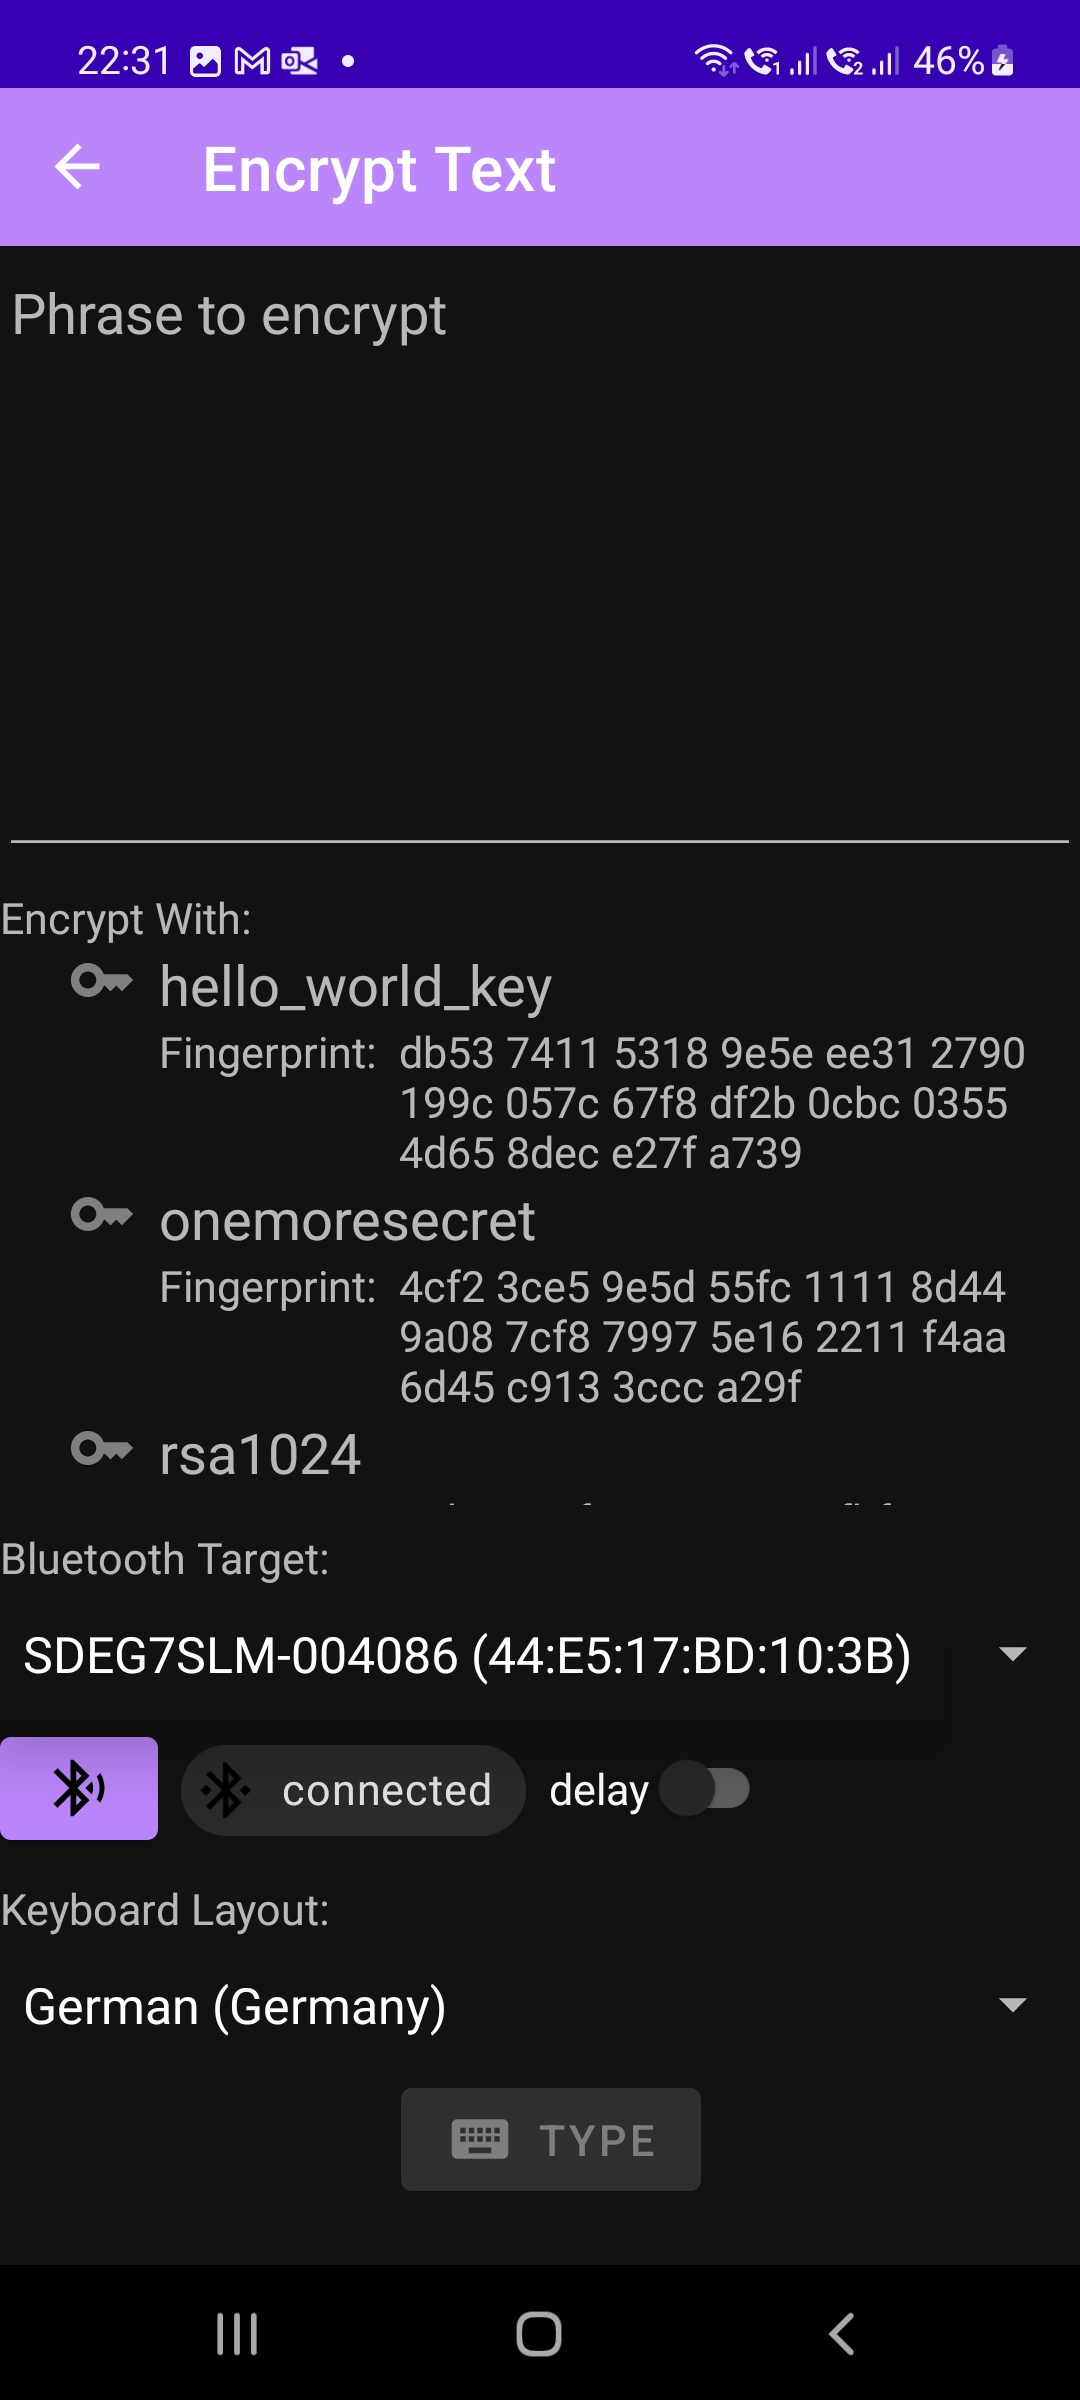 22:31 1 2 46%
Encrypt Text
Phrase to encrypt
Encrypt With:
hello_world_key
Fingerprint: db53 7411 5318 9e5e ee31 2790
199c 057c 67f8 df2b 0cbc 0355
4d65 8dec e27f a739
onemoresecret
Fingerprint: 4cf2 3ce5 9e5d 55fc 1111 8d44
9a08 7cf8 7997 5e16 2211 f4aa
6d45 c913 3ccc a29f
rsa1024
Bluetooth Target:
SDEG7SLM-004086 (44:E5:17:BD:10:3B)
connected delay
Keyboard Layout:
German (Germany)
TYPE